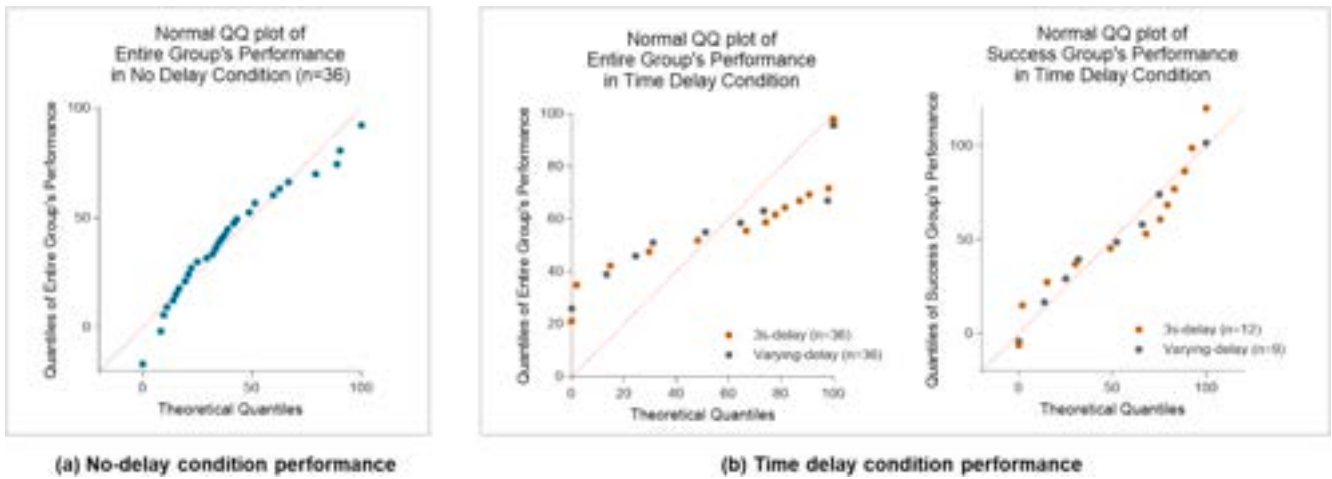 Normal QQ plot of
Entire Group's Performance
in No Delay Condition (n=36)
Quantiles of Entire Group's Performance
100
50
0
0
50
100
Theoretical Quantiles
Normal QQ plot of
Entire Group's Performance
in Time Delay Condition
Quantiles of Entire Group's Performance
100
80
60
40
20
0
3s-delay (n=36)
Varying-delay (n=36)
0
20
40
60
80
100
Theoretical Quantiles
Normal QQ plot of
Success Group's Performance
in Time Delay Condition
Quantiles of Success Group's Performance
100
50
0
3s-delay (n=12)
Varying-delay (n=9)
0
50
100
Theoretical Quantiles
(a) No-delay condition performance
(b) Time delay condition performance